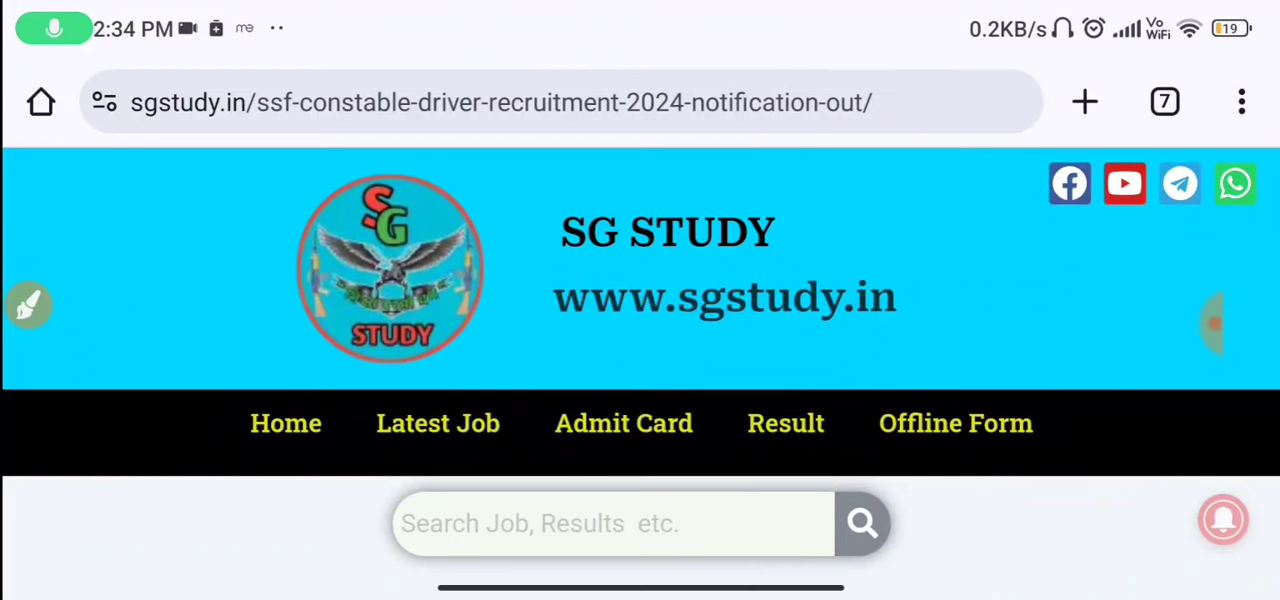 2:34 PM
0.2KB/s
Vo
WiFi
19
sgstudy.in/ssf-constable-driver-recruitment-2024-notification-out/
7
SG
STUDY
SG STUDY
www.sgstudy.in
Home Latest Job Admit Card Result Offline Form
Search Job, Results etc.